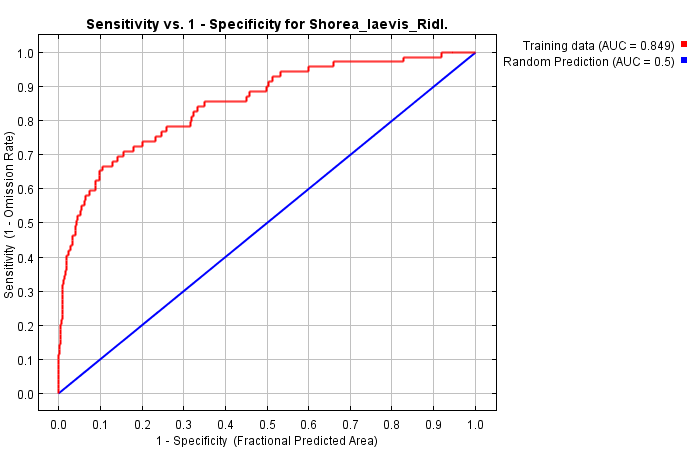 Sensitivity vs. 1 - Specificity for Shorea_laevis_Ridl.
Training data (AUC = 0.849)
Random Prediction (AUC = 0.5)
Sensitivity (1 - Omission Rate)
1.0
0.9
0.8
0.7
0.6
0.5
0.4
0.3
0.2
0.1
0.0
0.0 0.1 0.2 0.3 0.4 0.5 0.6 0.7 0.8 0.9 1.0
1 - Specificity (Fractional Predicted Area)